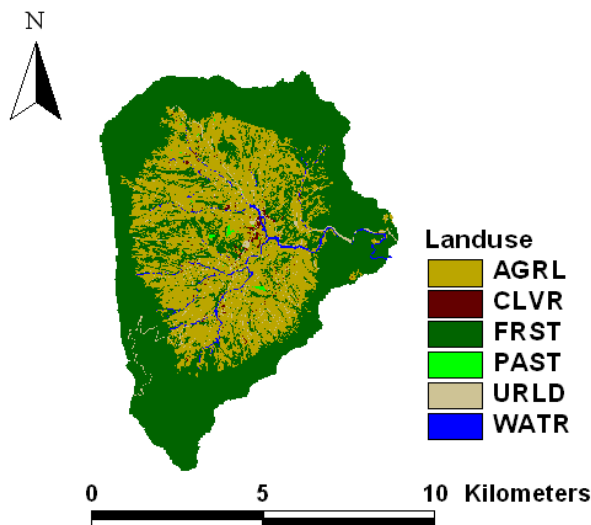 N
Landuse
AGRL
CLVR
FRST
PAST
URLD
WATR
0 5 10 Kilometers